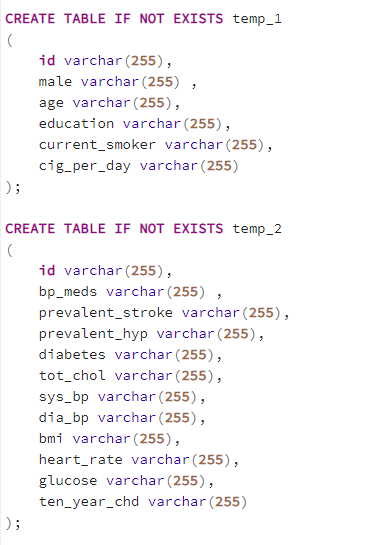 CREATE TABLE IF NOT EXISTS temp_1
(
    id varchar(255),
    male varchar(255) ,
    age varchar(255),
    education varchar(255),
    current_smoker varchar(255),
    cig_per_day varchar(255)
);

CREATE TABLE IF NOT EXISTS temp_2
(
    id varchar(255),
    bp_meds varchar(255) ,
    prevalent_stroke varchar(255),
    prevalent_hyp varchar(255),
    diabetes varchar(255),
    tot_chol varchar(255),
    sys_bp varchar(255),
    dia_bp varchar(255),
    bmi varchar(255),
    heart_rate varchar(255),
    glucose varchar(255),
    ten_year_chd varchar(255)
);